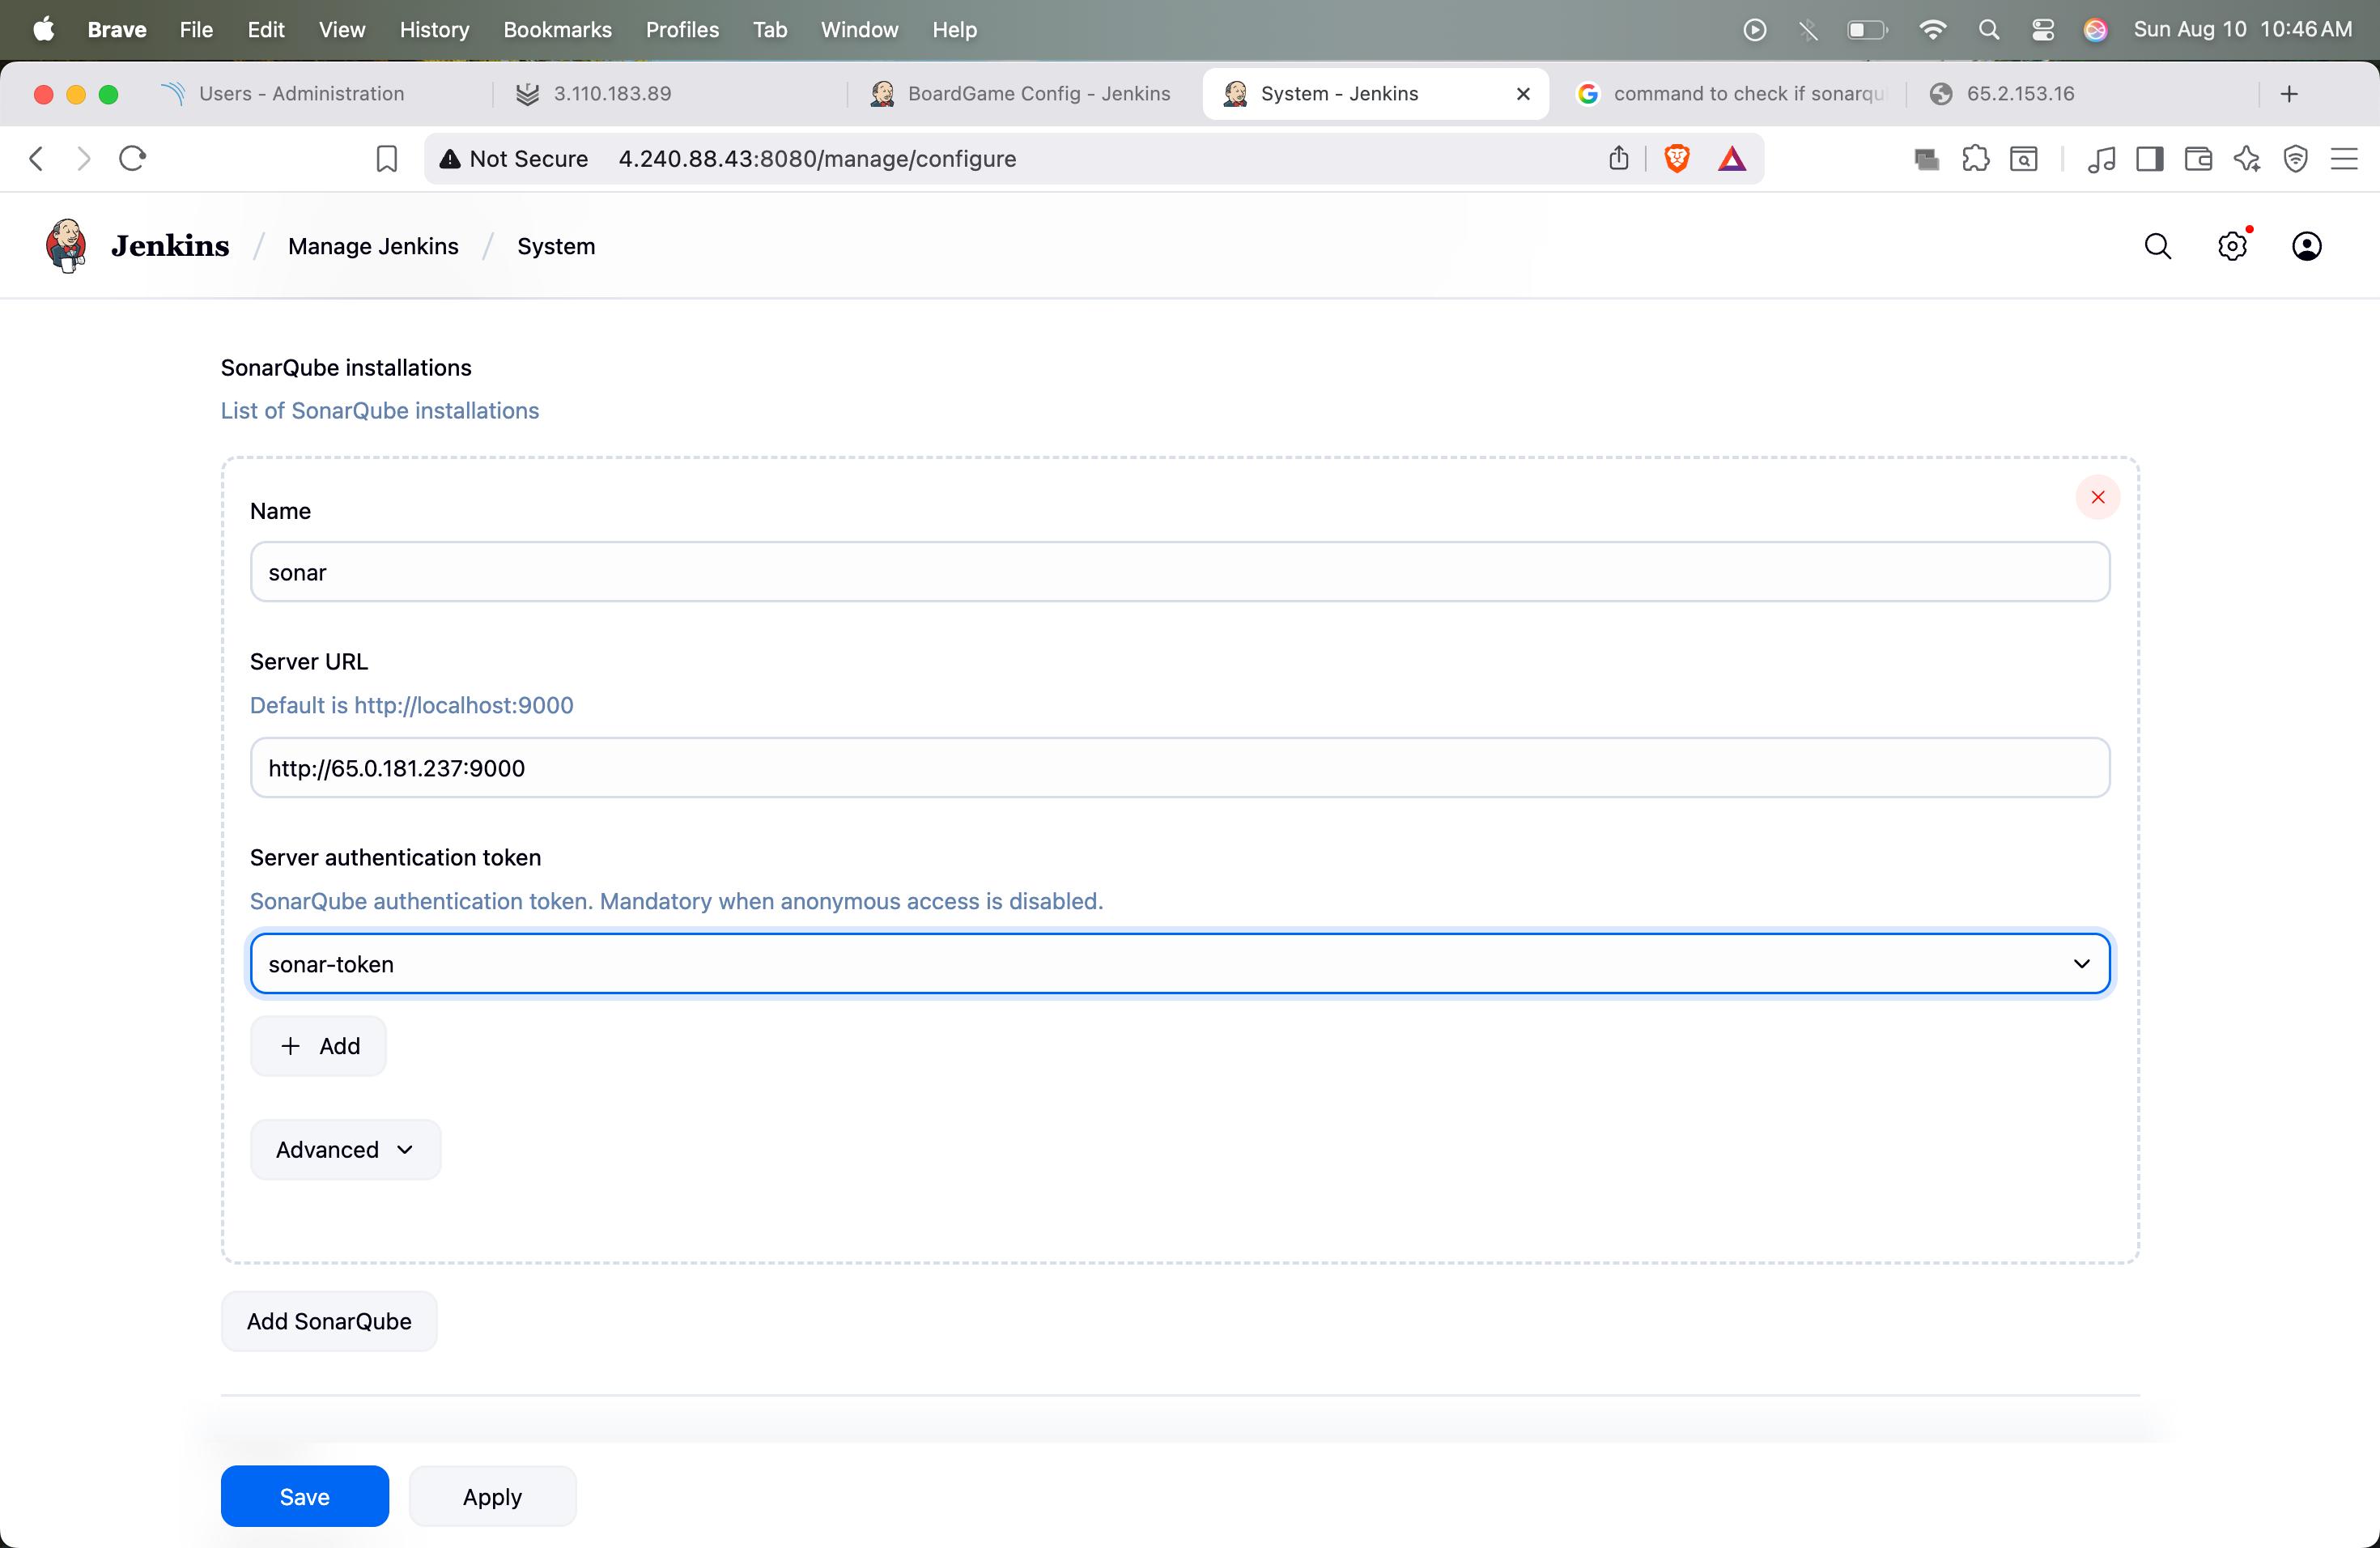 Brave File Edit View History Bookmarks Profiles Tab Window Help Sun Aug 10 10:46 AM
Users - Administration 3.110.183.89 BoardGame Config - Jenkins System - Jenkins command to check if sonarqu 65.2.153.16
Not Secure 4.240.88.43:8080/manage/configure
Jenkins / Manage Jenkins / System
SonarQube installations
List of SonarQube installations
Name
sonar
Server URL
Default is http://localhost:9000
http://65.0.181.237:9000
Server authentication token
SonarQube authentication token. Mandatory when anonymous access is disabled.
sonar-token
+ Add
Advanced
Add SonarQube
Save Apply